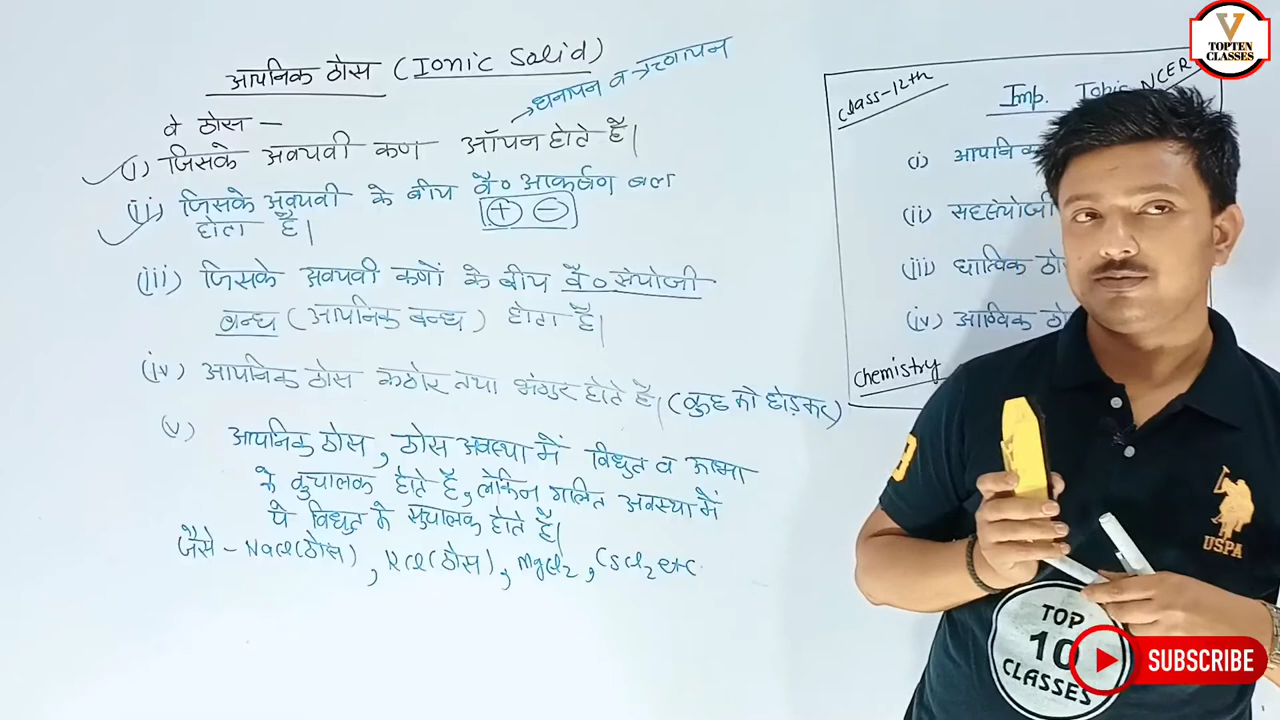 आयनिक ठोस (Ionic Solid)
→ धनायन व ऋणायन
वे ठोस –
(i) जिसके अवयवी कण ऑयन होते हैं।
(ii) जिसके अवयवी के बीच वै० आकर्षण बल
होता है।
+ −
(iii) जिसके अवयवी कणों के बीच वै० संयोजी
बन्ध (आयनिक बन्ध) होता है।
(iv) आयनिक ठोस कठोर तथा भंगुर होते है। (कुछ को छोड़कर)
(v) आयनिक ठोस, ठोस अवस्था में विधुत व ऊष्मा
के कुचालक होते है, लेकिन गलित अवस्था में
ये विधुत के सुचालक होते है।
जैसे – NaCl(ठोस), KCl(ठोस), MgCl2, CsCl2 etc
Class-12th
Imp. Topic NCER
(i) आयनिक
(ii) सहसंयोजी
(iii) धात्विक ठो
(iv) आण्विक ठो
Chemistry
V
TOPTEN
CLASSES
USPA
TOP
10
CLASSES
SUBSCRIBE